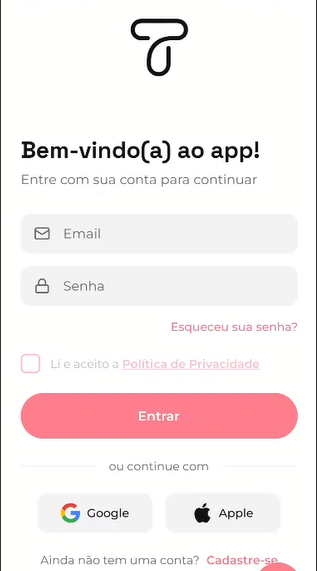 Bem-vindo(a) ao app!
Entre com sua conta para continuar
Email
Senha
Esqueceu sua senha?
Li e aceito a Política de Privacidade
Entrar
ou continue com
Google
Apple
Ainda não tem uma conta? Cadastre-se